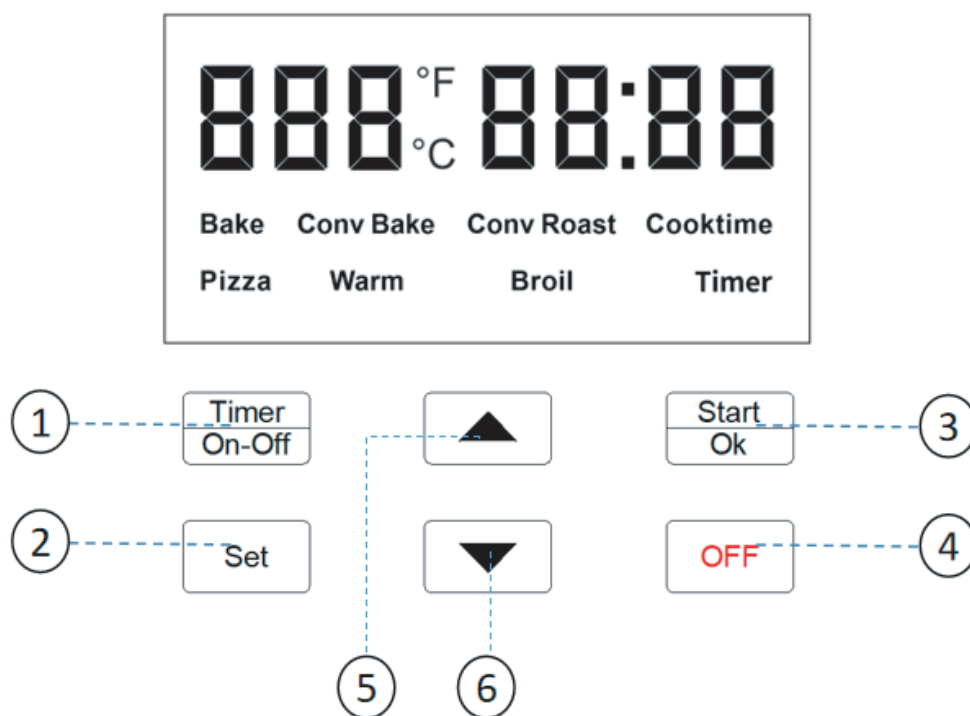 888 °F °C 88:88
Bake Conv Bake Conv Roast Cooktime
Pizza Warm Broil Timer
1 Timer On-Off
▲
Start Ok 3
2 Set
▼
OFF 4
5 6